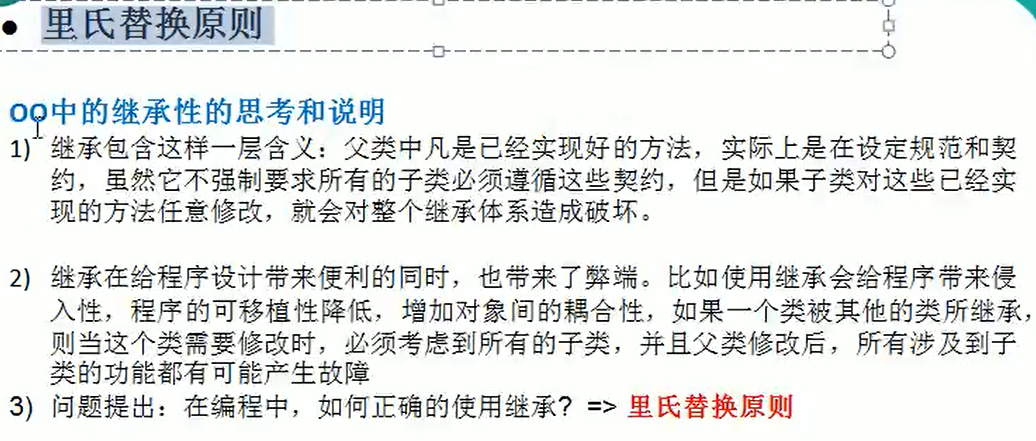 ● 里氏替换原则
OO中的继承性的思考和说明
1) 继承包含这样一层含义：父类中凡是已经实现好的方法，实际上是在设定规范和契
约，虽然它不强制要求所有的子类必须遵循这些契约，但是如果子类对这些已经实
现的方法任意修改，就会对整个继承体系造成破坏。
2) 继承在给程序设计带来便利的同时，也带来了弊端。比如使用继承会给程序带来侵
入性，程序的可移植性降低，增加对象间的耦合性，如果一个类被其他的类所继承，
则当这个类需要修改时，必须考虑到所有的子类，并且父类修改后，所有涉及到子
类的功能都有可能产生故障
3) 问题提出：在编程中，如何正确的使用继承? => 里氏替换原则